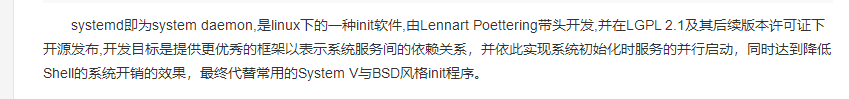 systemd即为system daemon,是linux下的一种init软件,由Lennart Poettering带头开发,并在LGPL 2.1及其后续版本许可证下
开源发布,开发目标是提供更优秀的框架以表示系统服务间的依赖关系，并依此实现系统初始化时服务的并行启动，同时达到降低
Shell的系统开销的效果，最终代替常用的System V与BSD风格init程序。